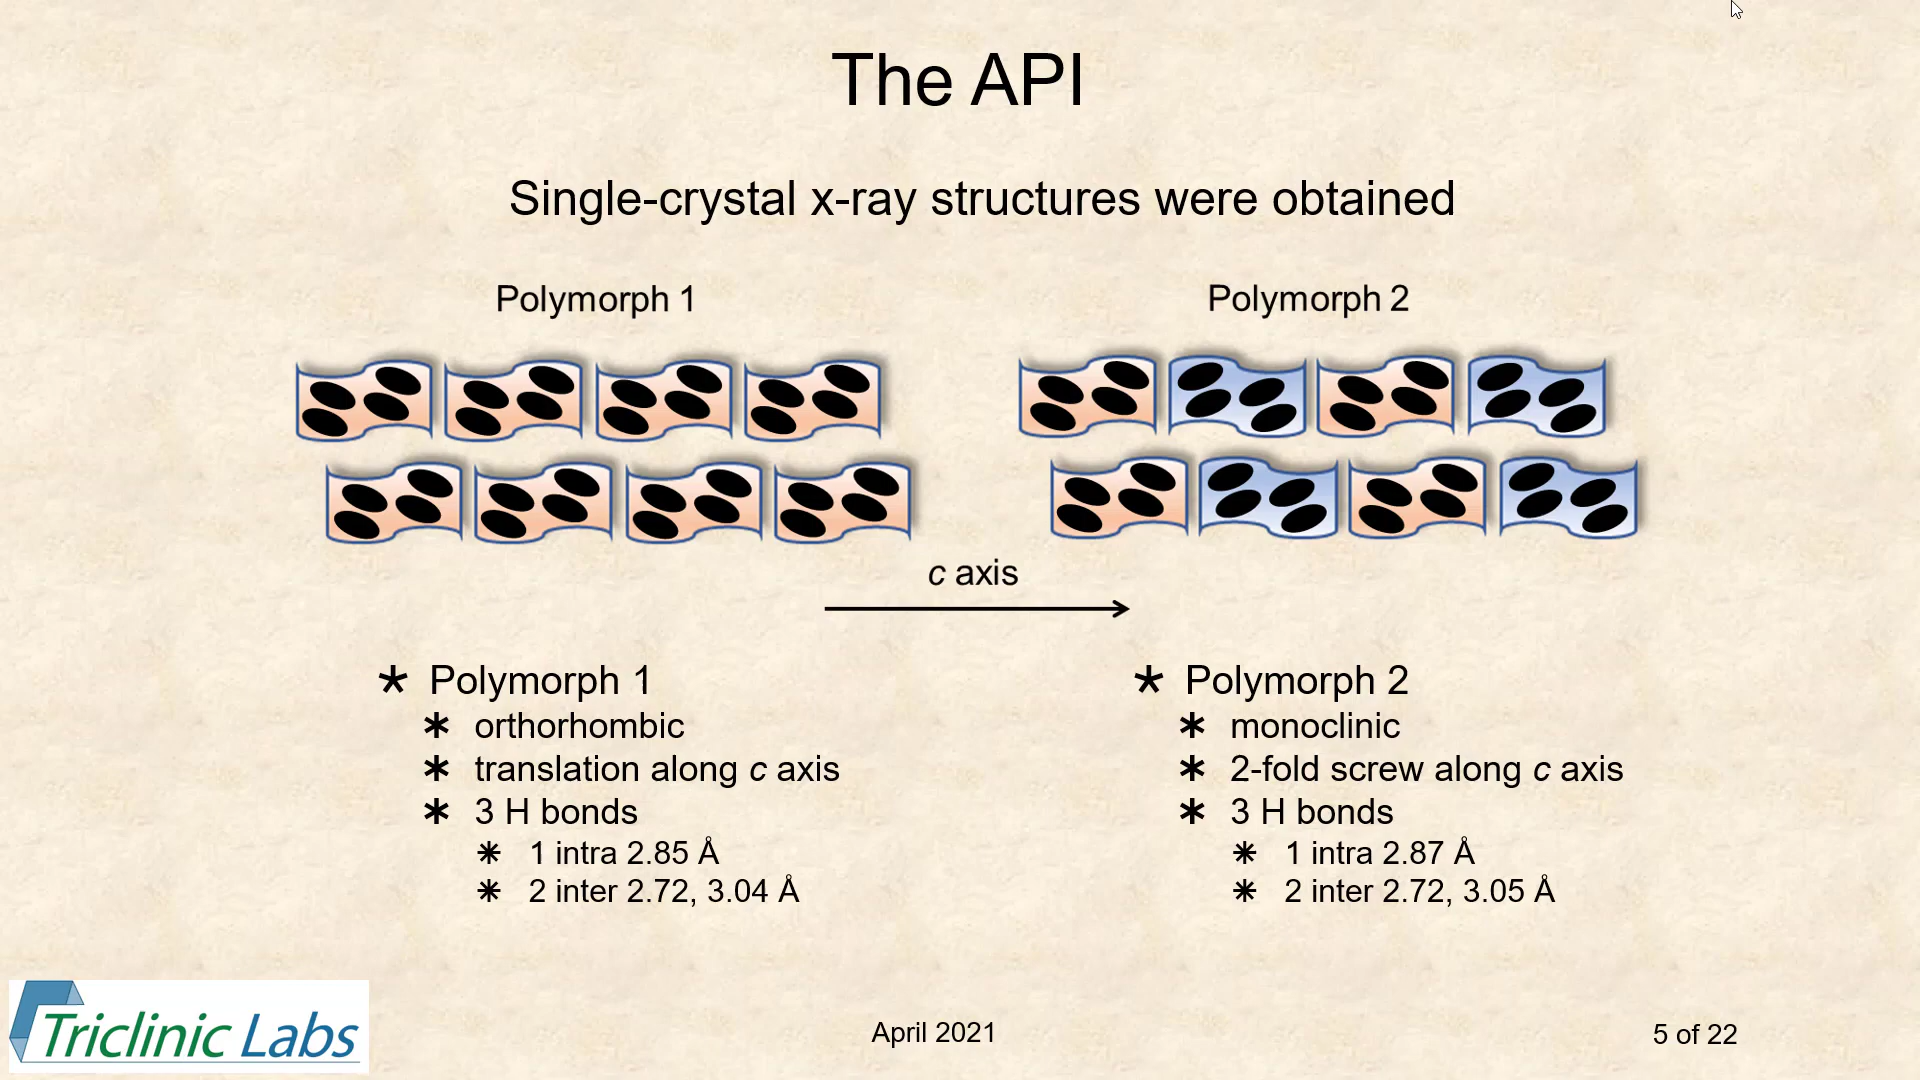 The API
Single-crystal x-ray structures were obtained
Polymorph 1
Polymorph 2
c axis
* Polymorph 1
* orthorhombic
* translation along c axis
* 3 H bonds
* 1 intra 2.85 Å
* 2 inter 2.72, 3.04 Å
* Polymorph 2
* monoclinic
* 2-fold screw along c axis
* 3 H bonds
* 1 intra 2.87 Å
* 2 inter 2.72, 3.05 Å
Triclinic Labs
April 2021
5 of 22